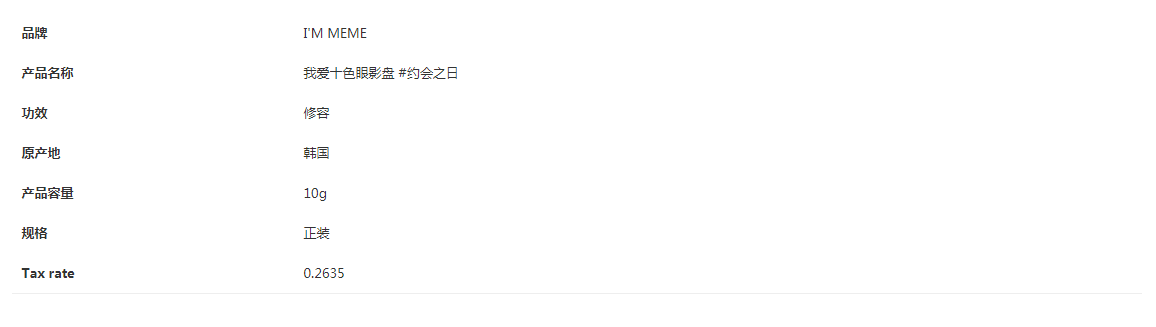 品牌 I'M MEME
产品名称 我爱十色眼影盘 #约会之日
功效 修容
原产地 韩国
产品容量 10g
规格 正装
Tax rate 0.2635